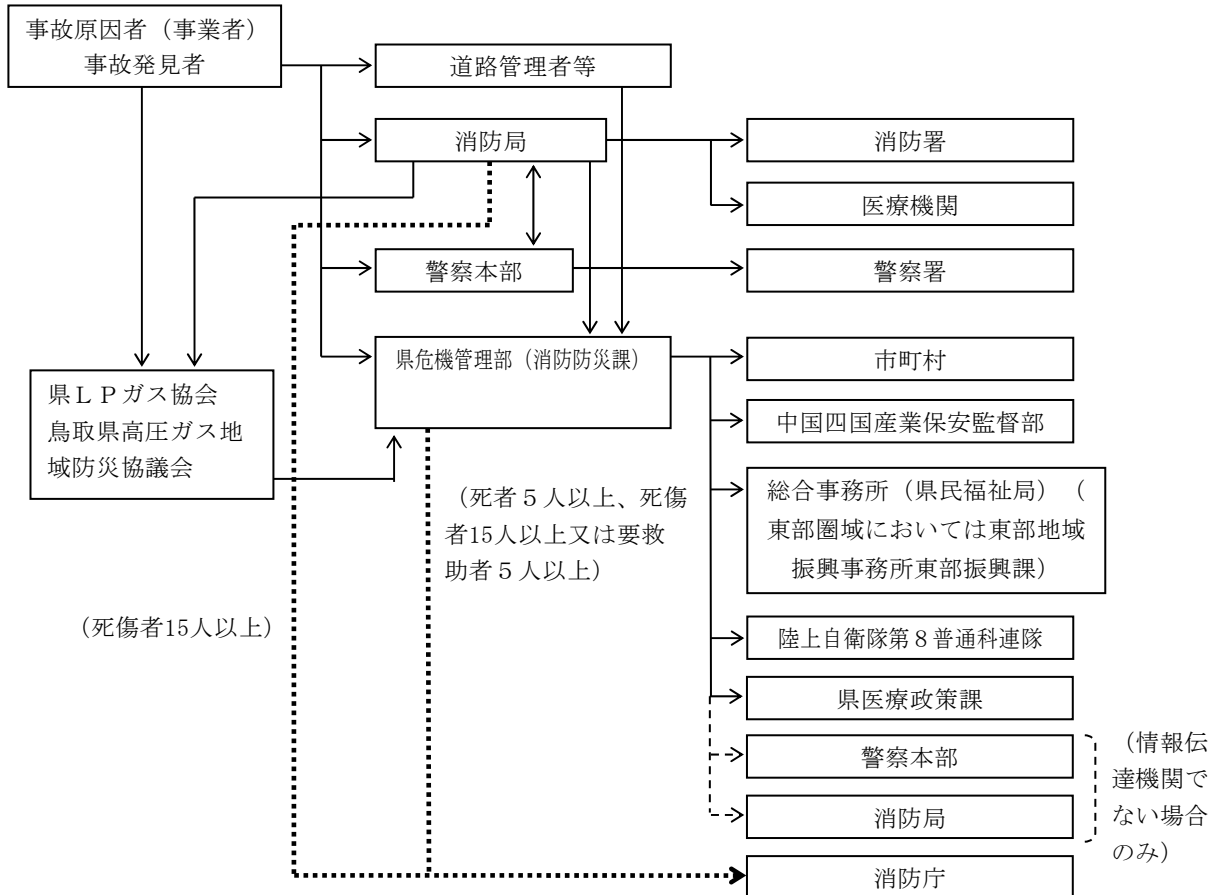 事故原因者（事業者）
事故発見者
道路管理者等
消防局
消防署
医療機関
警察本部
警察署
県危機管理部（消防防災課）
市町村
県ＬＰガス協会
鳥取県高圧ガス地
域防災協議会
中国四国産業保安監督部
（死者５人以上、死傷
者15人以上又は要救
助者５人以上）
総合事務所（県民福祉局）（
東部圏域においては東部地域
振興事務所東部振興課）
（死傷者15人以上）
陸上自衛隊第８普通科連隊
県医療政策課
警察本部
消防局
（情報伝
達機関で
ない場合
のみ）
消防庁